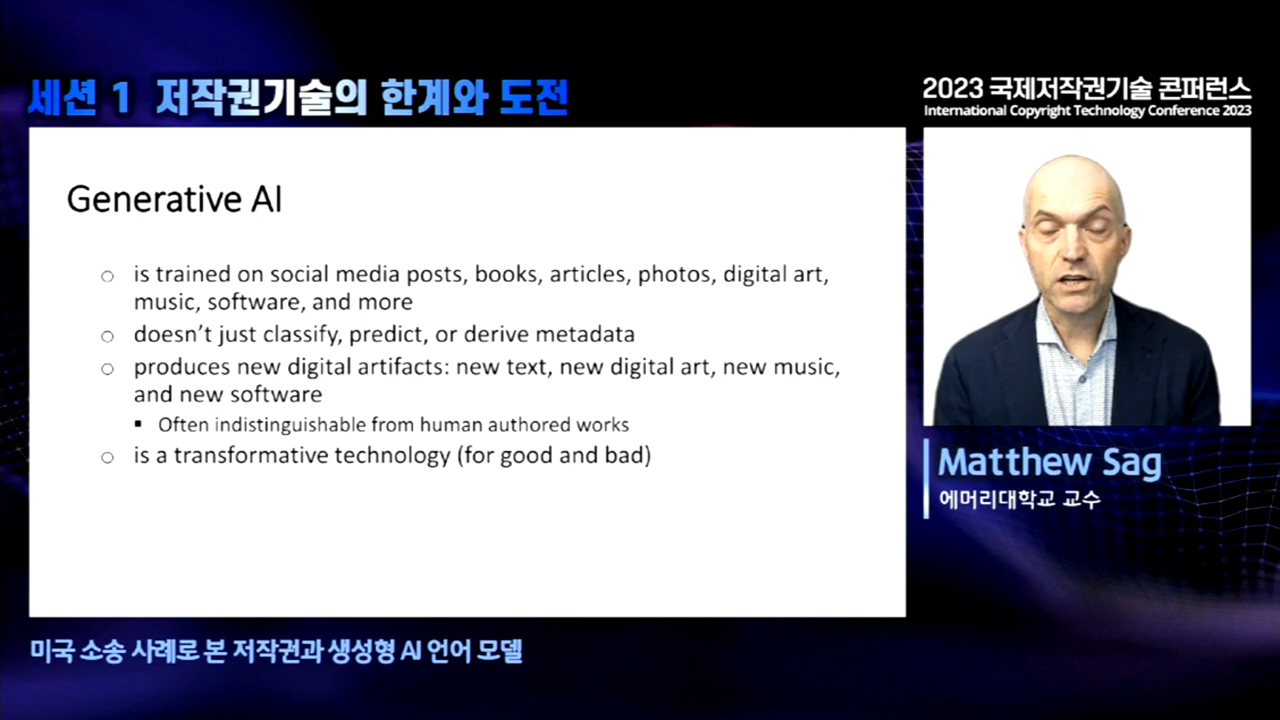 세션 1 저작권기술의 한계와 도전
2023 국제저작권기술 콘퍼런스
International Copyright Technology Conference 2023
Generative AI
○ is trained on social media posts, books, articles, photos, digital art,
music, software, and more
○ doesn’t just classify, predict, or derive metadata
○ produces new digital artifacts: new text, new digital art, new music,
and new software
▪ Often indistinguishable from human authored works
○ is a transformative technology (for good and bad)
Matthew Sag
에머리대학교 교수
미국 소송 사례로 본 저작권과 생성형 AI 언어 모델